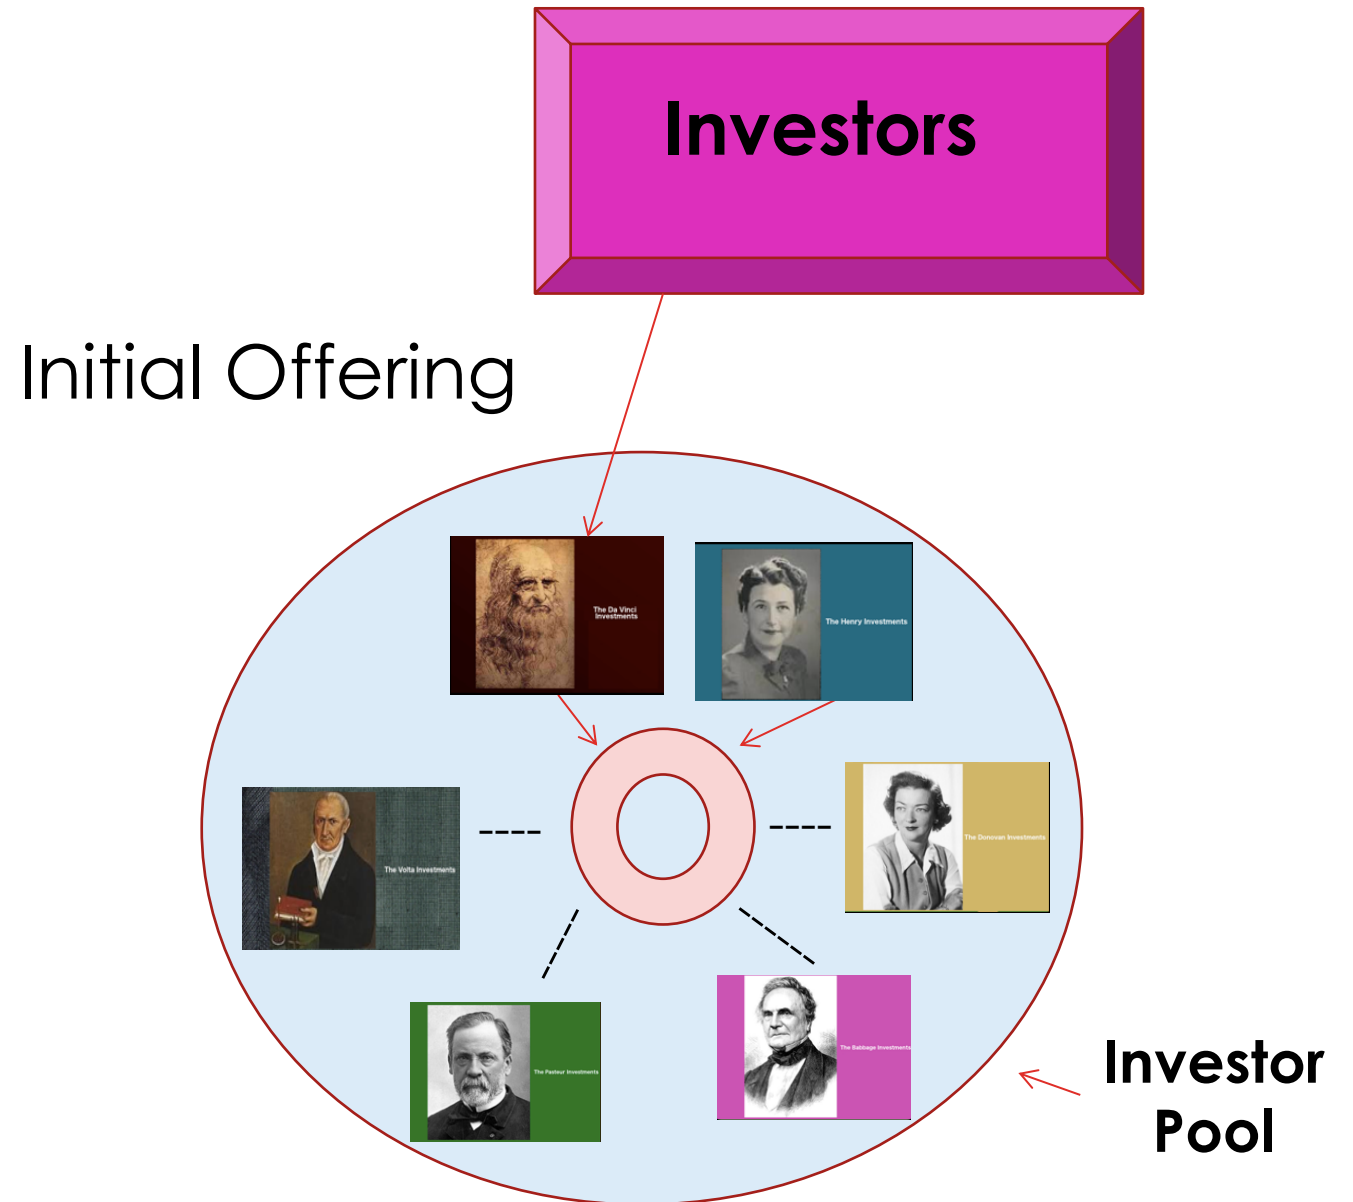 Investors
Initial Offering
The Da Vinci
Investments
The Henry Investments
The Volta Investments
The Donovan Investments
The Pasteur Investments
The Babbage Investments
Investor
Pool